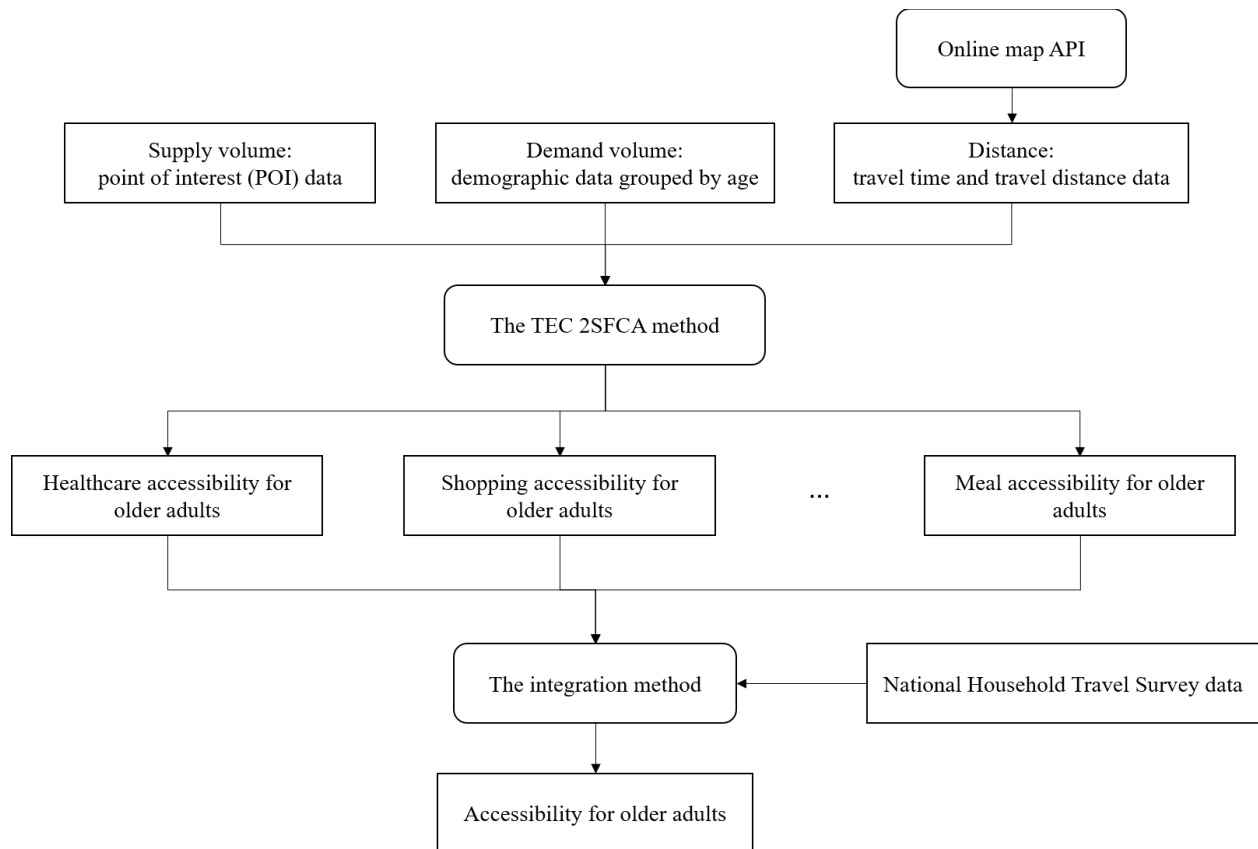 Online map API
Supply volume:
point of interest (POI) data
Demand volume:
demographic data grouped by age
Distance:
travel time and travel distance data
The TEC 2SFCA method
Healthcare accessibility for
older adults
Shopping accessibility for
older adults
...
Meal accessibility for older
adults
The integration method
National Household Travel Survey data
Accessibility for older adults